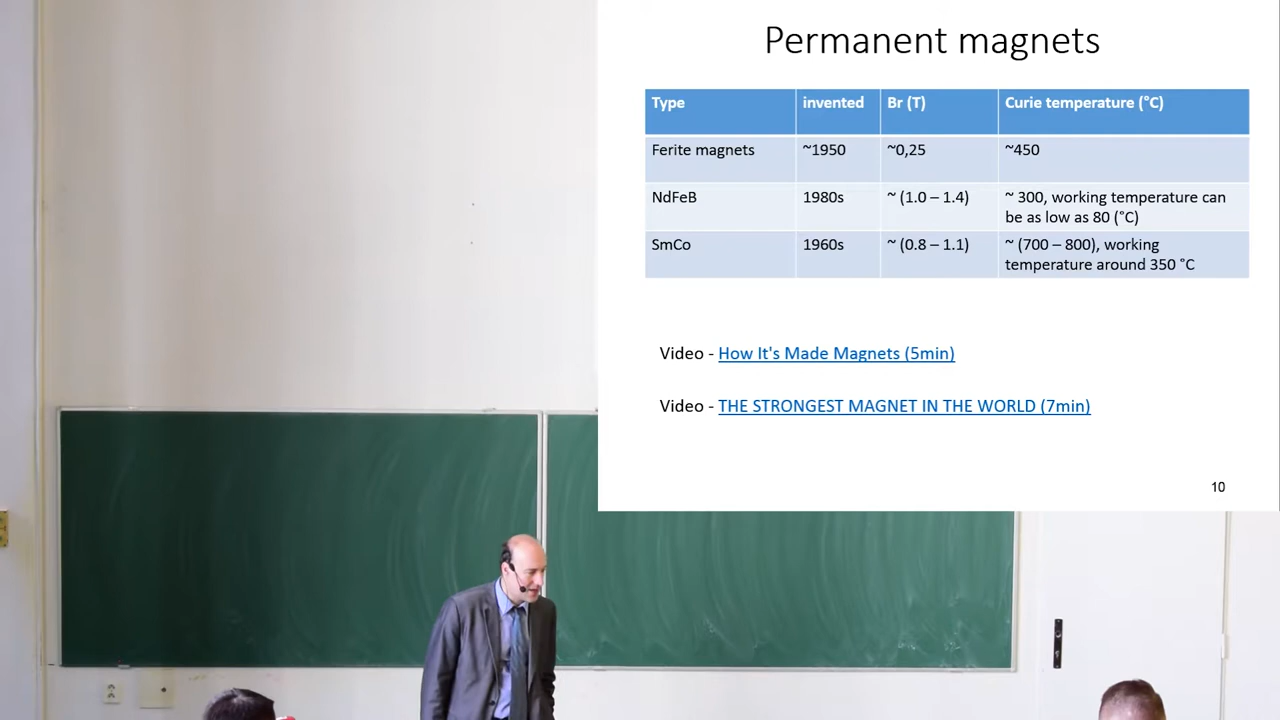 Permanent magnets
Type invented Br (T) Curie temperature (°C)
Ferite magnets ~1950 ~0,25 ~450
NdFeB 1980s ~ (1.0 – 1.4) ~ 300, working temperature can
be as low as 80 (°C)
SmCo 1960s ~ (0.8 – 1.1) ~ (700 – 800), working
temperature around 350 °C
Video - How It's Made Magnets (5min)
Video - THE STRONGEST MAGNET IN THE WORLD (7min)
10